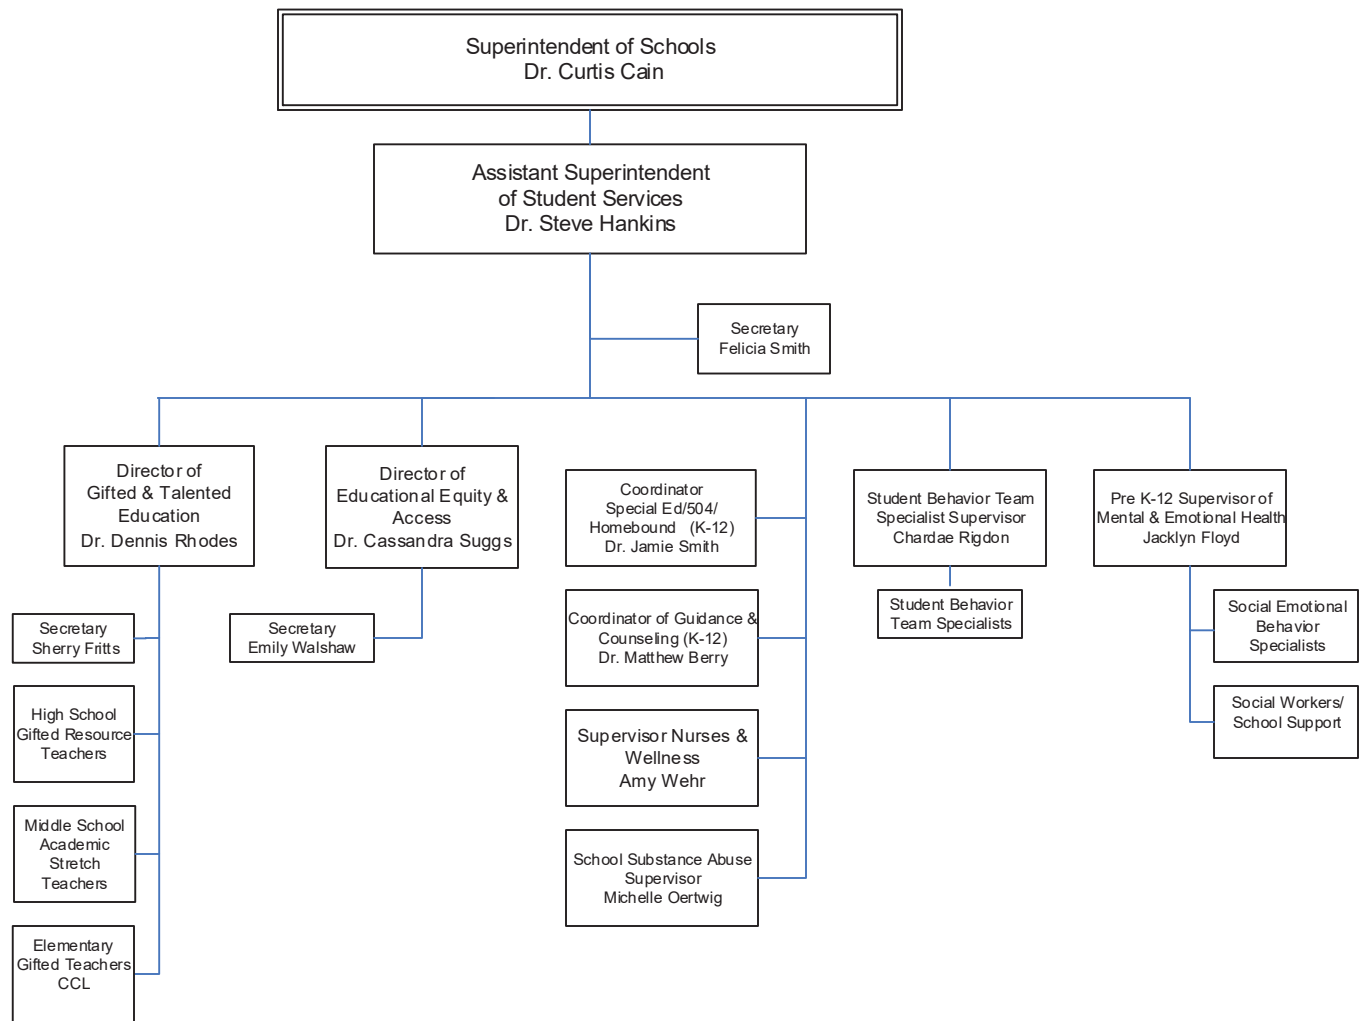 Superintendent of Schools
Dr. Curtis Cain
Assistant Superintendent
of Student Services
Dr. Steve Hankins
Secretary
Felicia Smith
Director of
Gifted & Talented
Education
Dr. Dennis Rhodes
Director of
Educational Equity &
Access
Dr. Cassandra Suggs
Coordinator
Special Ed/504/
Homebound (K-12)
Dr. Jamie Smith
Student Behavior Team
Specialist Supervisor
Chardae Rigdon
Pre K-12 Supervisor of
Mental & Emotional Health
Jacklyn Floyd
Secretary
Sherry Fritts
Secretary
Emily Walshaw
Coordinator of Guidance &
Counseling (K-12)
Dr. Matthew Berry
Student Behavior
Team Specialists
Social Emotional
Behavior
Specialists
High School
Gifted Resource
Teachers
Supervisor Nurses &
Wellness
Amy Wehr
Social Workers/
School Support
Middle School
Academic
Stretch
Teachers
School Substance Abuse
Supervisor
Michelle Oertwig
Elementary
Gifted Teachers
CCL